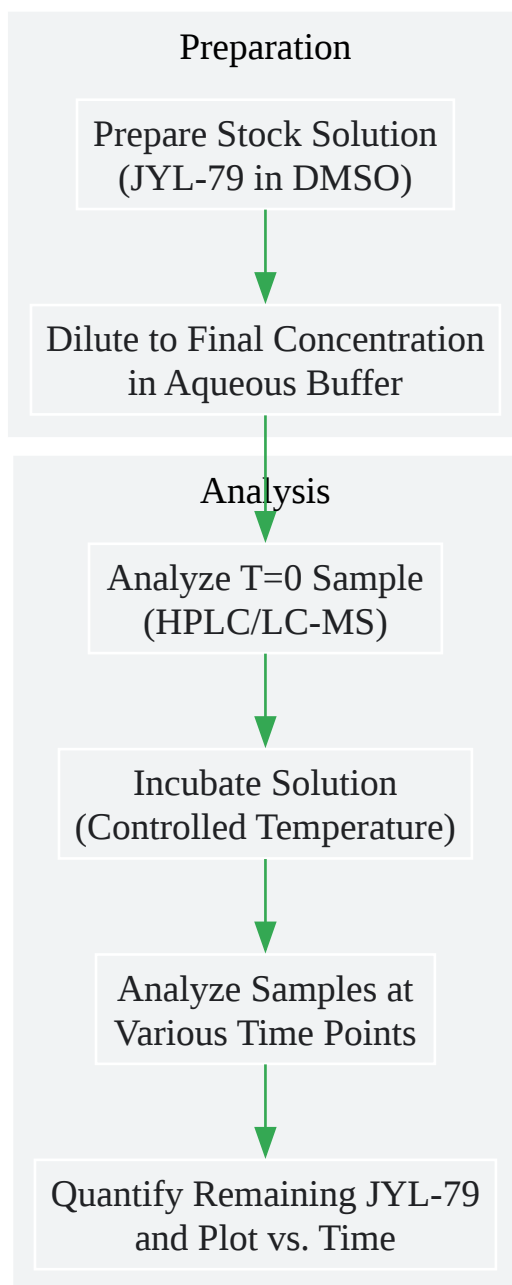 Preparation
Prepare Stock Solution
(JYL-79 in DMSO)
Dilute to Final Concentration
in Aqueous Buffer
Analysis
Analyze T=0 Sample
(HPLC/LC-MS)
Incubate Solution
(Controlled Temperature)
Analyze Samples at
Various Time Points
Quantify Remaining JYL-79
and Plot vs. Time